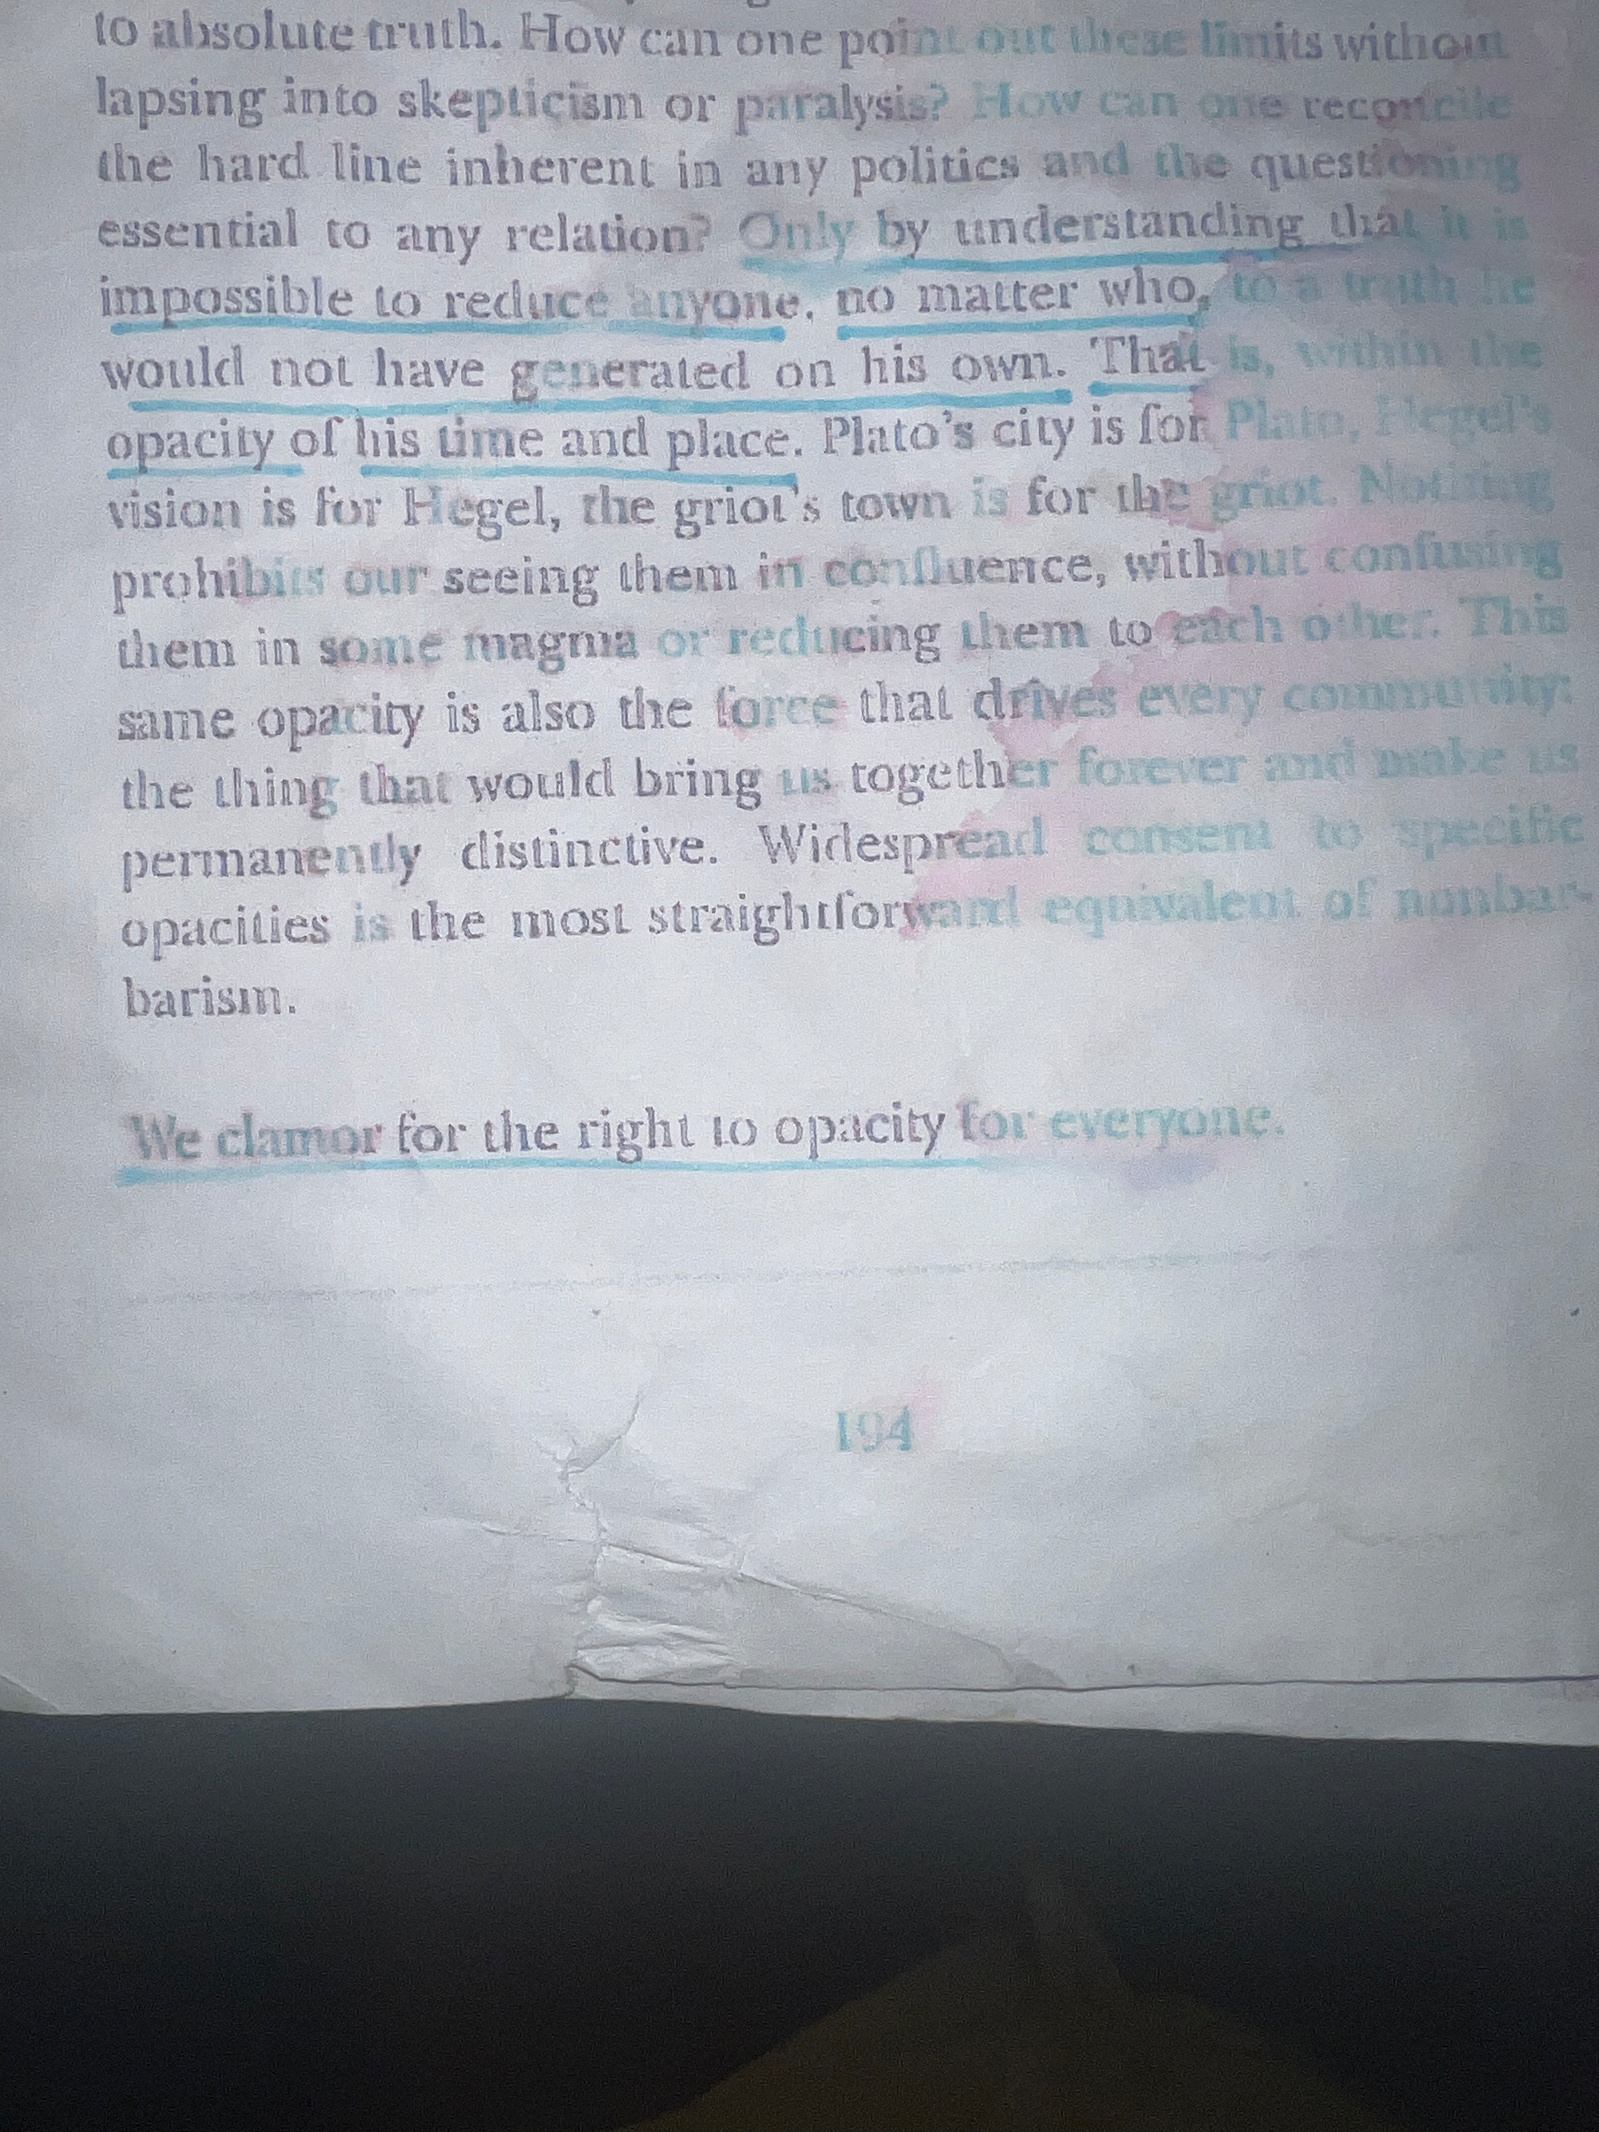 to absolute truth. How can one point out these limits without
lapsing into skepticism or paralysis? How can one reconcile
the hard line inherent in any politics and the questioning
essential to any relation? Only by understanding that it is
impossible to reduce anyone, no matter who, to a truth he
would not have generated on his own. That is, within the
opacity of his time and place. Plato's city is for Plato, Hegel's
vision is for Hegel, the griot's town is for the griot. Nothing
prohibits our seeing them in confluence, without confusing
them in some magma or reducing them to each other. This
same opacity is also the force that drives every community:
the thing that would bring us together forever and make us
permanently distinctive. Widespread consent to specific
opacities is the most straightforward equivalent of nonbar-
barism.
We clamor for the right to opacity for everyone.
194